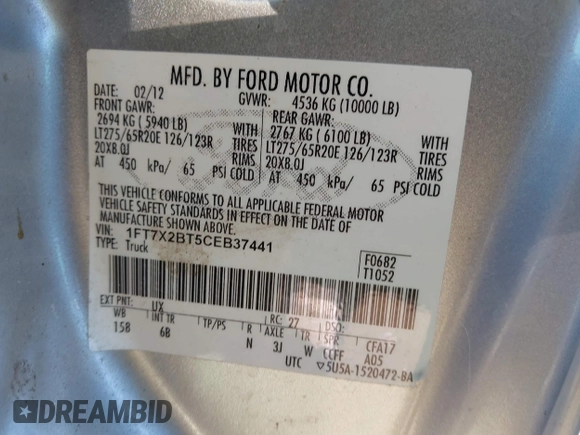 MFD. BY FORD MOTOR CO.
DATE: 02/12 GVWR: 4536 KG (10000 LB)
FRONT GAWR: REAR GAWR:
2694 KG ( 5940 LB) WITH 2767 KG ( 6100 LB) WITH
LT275/65R20E 126/123R TIRES LT275/65R20E 126/123R TIRES
20X8.0J RIMS 20X8.0J RIMS
AT 450 kPa/ 65 PSI COLD AT 450 kPa/ 65 PSI COLD
THIS VEHICLE CONFORMS TO ALL APPLICABLE FEDERAL MOTOR
VEHICLE SAFETY STANDARDS IN EFFECT ON THE DATE OF
MANUFACTURE SHOWN ABOVE.
VIN: 1FT7X2BT5CEB37441
TYPE: Truck
F0682
T1052
EXT PNT: UX RC: 27 DSO:
WB INT TR TP/PS R AXLE TR SPR CFA17
158 6B N 3J W CCFF A05
UTC ▽5U5A-1520472-BA
DREAMBID